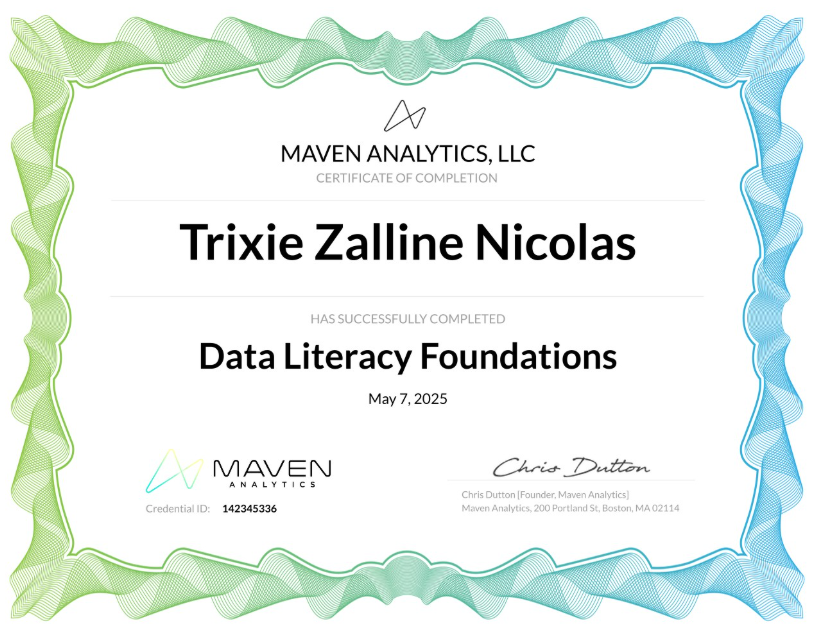 MAVEN ANALYTICS, LLC
CERTIFICATE OF COMPLETION
Trixie Zalline Nicolas
HAS SUCCESSFULLY COMPLETED
Data Literacy Foundations
May 7, 2025
MAVEN
ANALYTICS
Credential ID: 142345336
Chris Dutton
Chris Dutton [Founder, Maven Analytics]
Maven Analytics, 200 Portland St, Boston, MA 02114